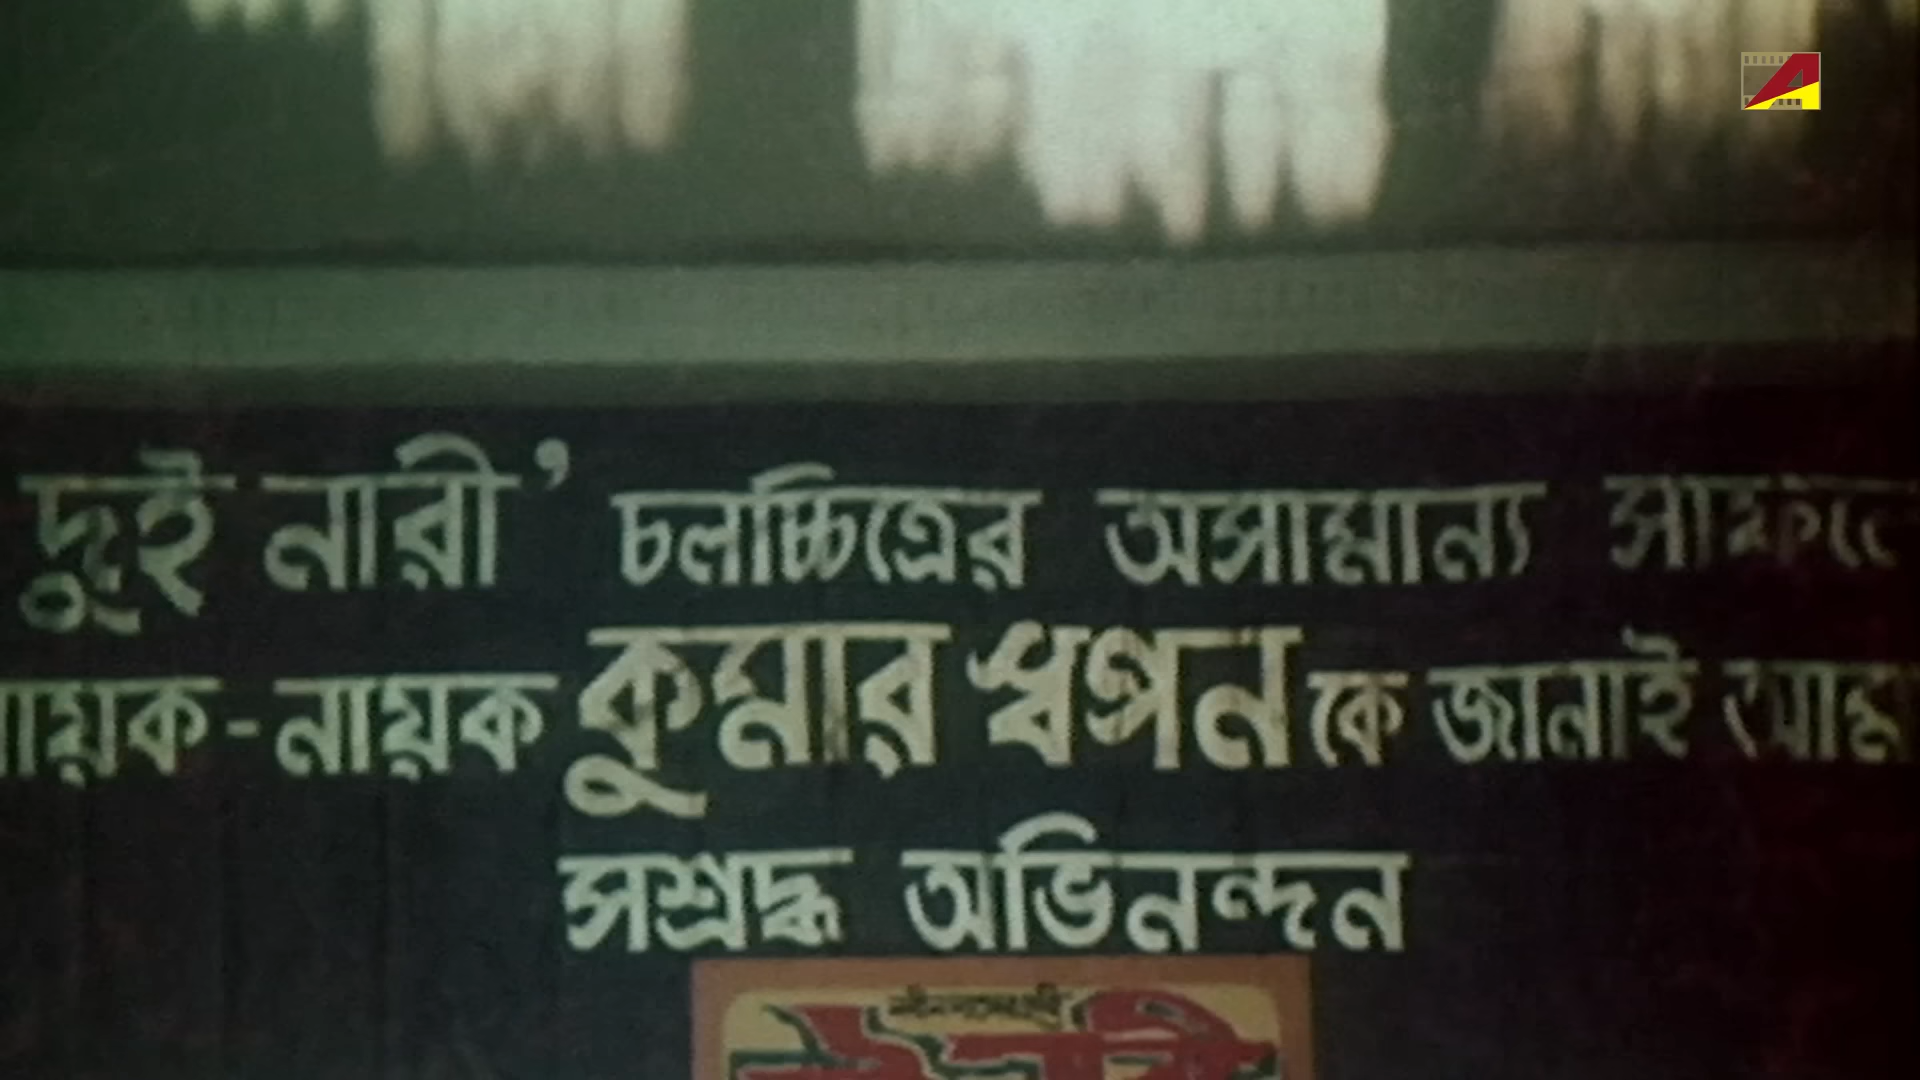 দুই নারী’ চলচ্চিত্রের অসামান্য
গায়ক-নায়ক কুমার স্বপন কে জানাই
সশ্রদ্ধ অভিনন্দন